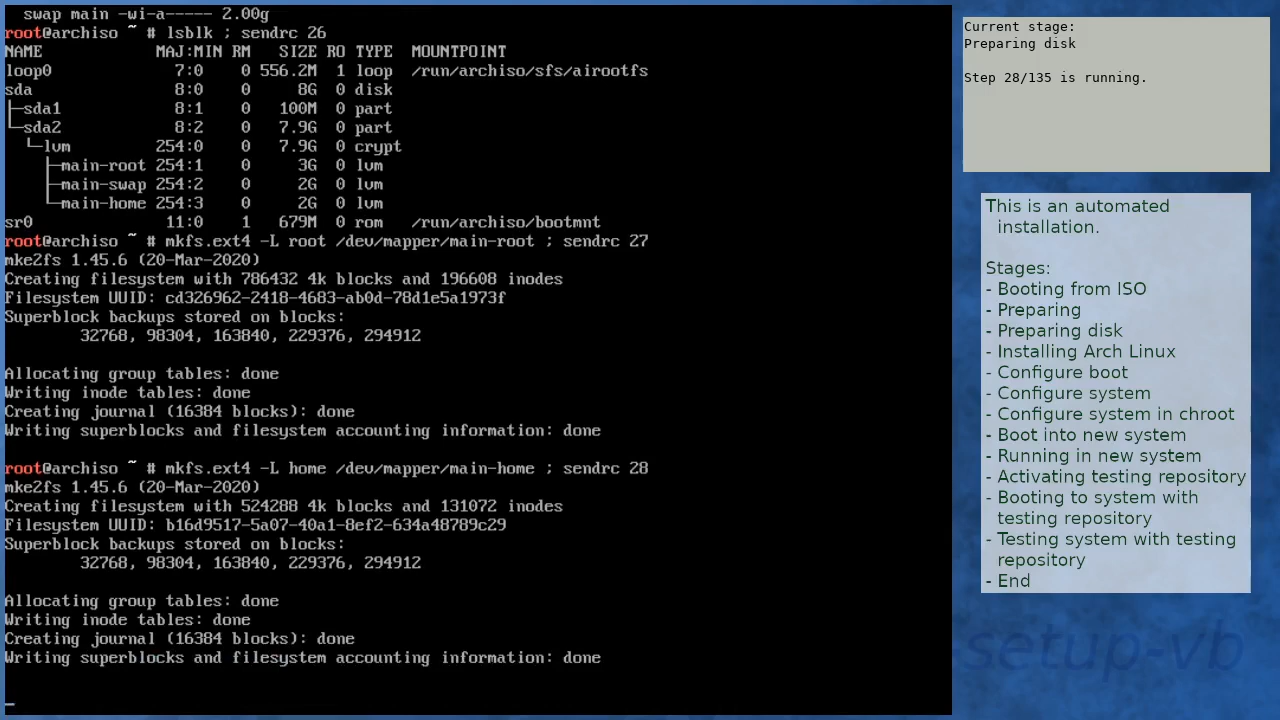 swap main -wi-a----- 2.00g
root@archiso ~ # lsblk ; sendrc 26
NAME            MAJ:MIN RM   SIZE RO TYPE  MOUNTPOINT
loop0             7:0    0 556.2M  1 loop  /run/archiso/sfs/airootfs
sda               8:0    0     8G  0 disk
├─sda1            8:1    0   100M  0 part
└─sda2            8:2    0   7.9G  0 part
  └─lvm         254:0    0   7.9G  0 crypt
    ├─main-root 254:1    0     3G  0 lvm
    ├─main-swap 254:2    0     2G  0 lvm
    └─main-home 254:3    0     2G  0 lvm
sr0              11:0    1   679M  0 rom   /run/archiso/bootmnt
root@archiso ~ # mkfs.ext4 -L root /dev/mapper/main-root ; sendrc 27
mke2fs 1.45.6 (20-Mar-2020)
Creating filesystem with 786432 4k blocks and 196608 inodes
Filesystem UUID: cd326962-2418-4683-ab0d-78d1e5a1973f
Superblock backups stored on blocks:
        32768, 98304, 163840, 229376, 294912
Allocating group tables: done
Writing inode tables: done
Creating journal (16384 blocks): done
Writing superblocks and filesystem accounting information: done
root@archiso ~ # mkfs.ext4 -L home /dev/mapper/main-home ; sendrc 28
mke2fs 1.45.6 (20-Mar-2020)
Creating filesystem with 524288 4k blocks and 131072 inodes
Filesystem UUID: b16d9517-5a07-40a1-8ef2-634a48789c29
Superblock backups stored on blocks:
        32768, 98304, 163840, 229376, 294912
Allocating group tables: done
Writing inode tables: done
Creating journal (16384 blocks): done
Writing superblocks and filesystem accounting information: done
_
Current stage:
Preparing disk
Step 28/135 is running.
This is an automated
installation.
Stages:
- Booting from ISO
- Preparing
- Preparing disk
- Installing Arch Linux
- Configure boot
- Configure system
- Configure system in chroot
- Boot into new system
- Running in new system
- Activating testing repository
- Booting to system with
testing repository
- Testing system with testing
repository
- End
setup-vb